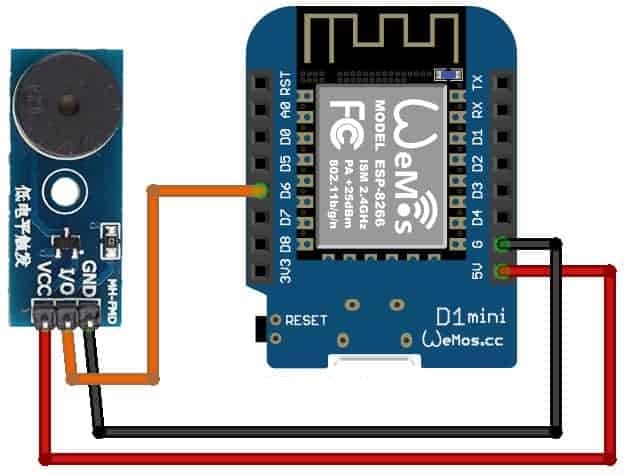 低电平触发
VCC
I/O
GND
MH-FMD
RST
A0
D0
D5
D6
D7
D8
3V3
WeMos
MODEL ESP-8266
ISM 2.4GHz
PA +25dBm
802.11b/g/n
FC
TX
RX
D1
D2
D3
D4
G
5V
RESET
D1 mini
WeMos.cc